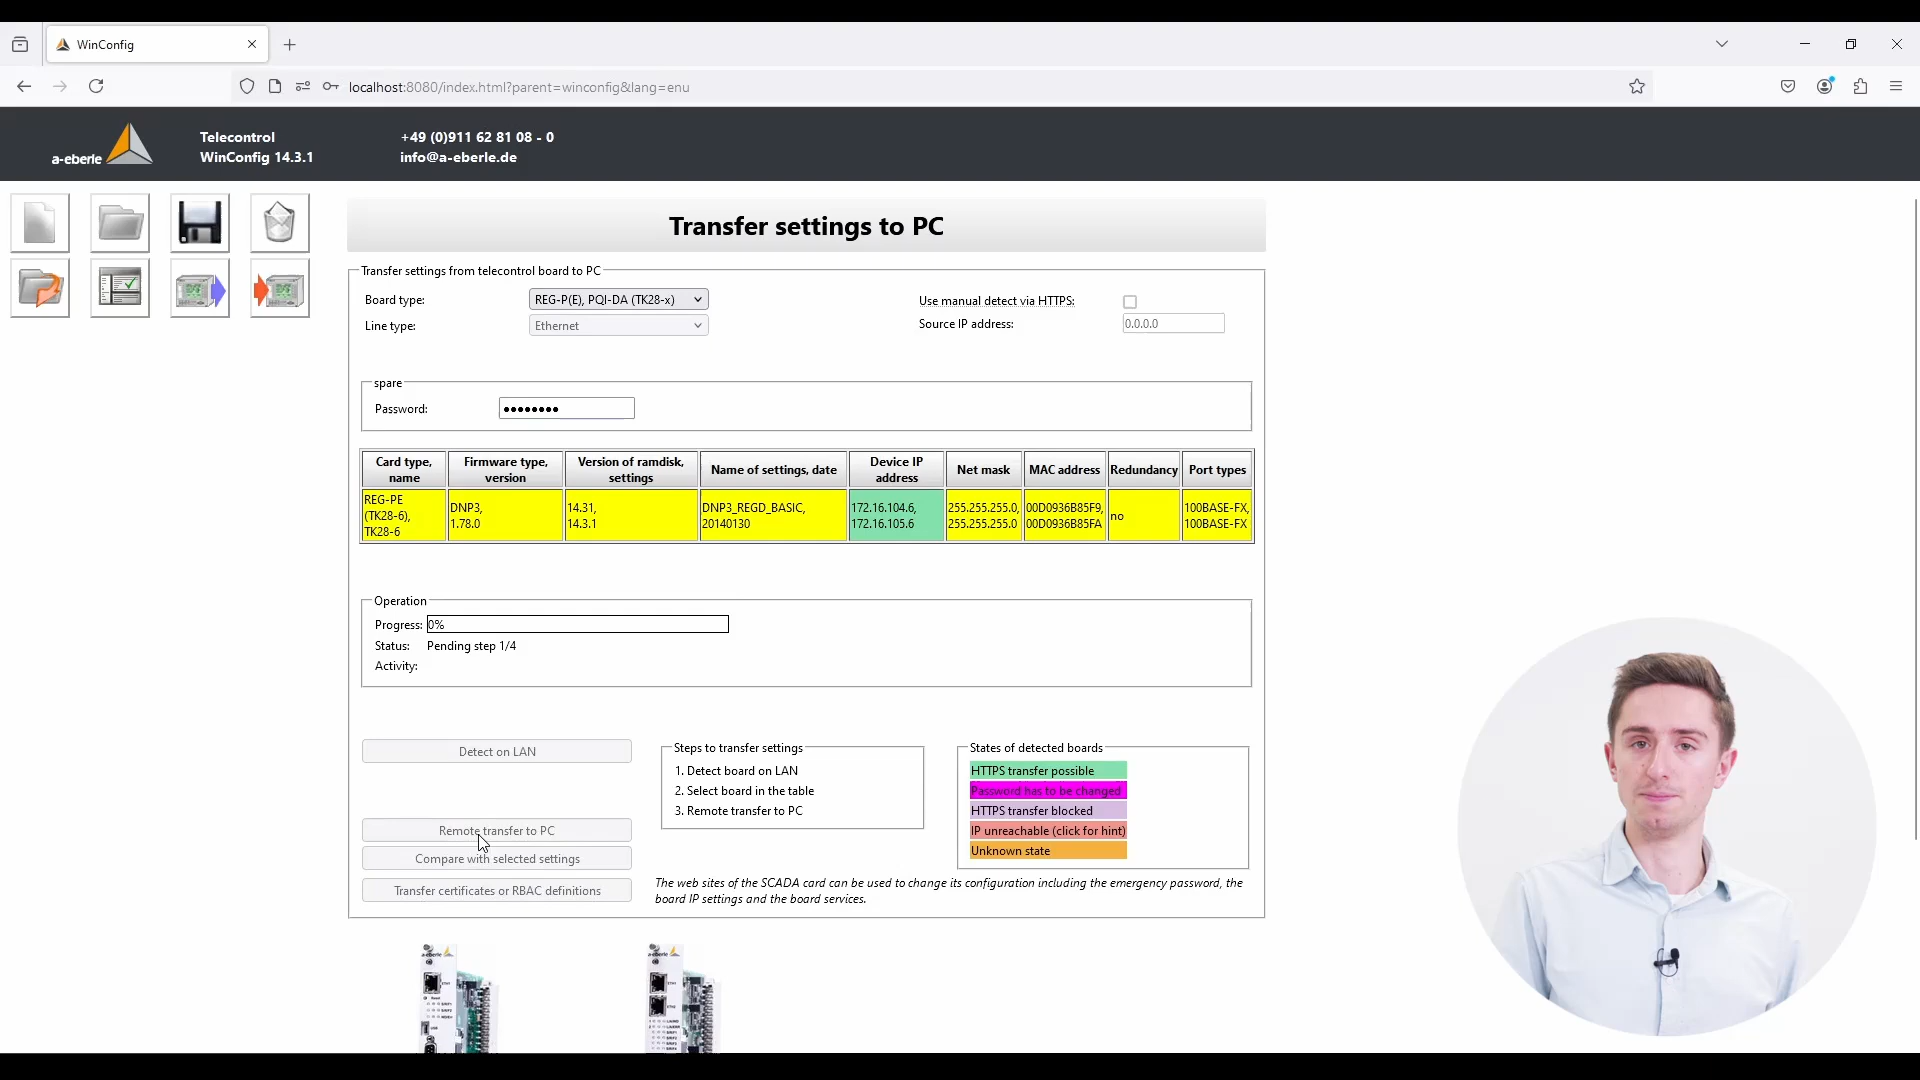 WinConfig
localhost:8080/index.html?parent=winconfig&lang=enu
a-eberle
Telecontrol
WinConfig 14.3.1
+49 (0)911 62 81 08 - 0
info@a-eberle.de
Transfer settings to PC
Transfer settings from telecontrol board to PC
Board type:
REG-P(E), PQI-DA (TK28-x)
Use manual detect via HTTPS:
Line type:
Ethernet
Source IP address:
0.0.0.0
spare
Password:
Card type,
name
Firmware type,
version
Version of ramdisk,
settings
Name of settings, date
Device IP
address
Net mask
MAC address
Redundancy
Port types
REG-PE
(TK28-6),
TK28-6
DNP3,
1.78.0
14.31,
14.3.1
DNP3_REGD_BASIC,
20140130
172.16.104.6,
172.16.105.6
255.255.255.0,
255.255.255.0
00D0936B85F9,
00D0936B85FA
no
100BASE-FX,
100BASE-FX
Operation
Progress:
0%
Status:
Pending step 1/4
Activity:
Detect on LAN
Remote transfer to PC
Compare with selected settings
Transfer certificates or RBAC definitions
Steps to transfer settings
1. Detect board on LAN
2. Select board in the table
3. Remote transfer to PC
States of detected boards
HTTPS transfer possible
Password has to be changed
HTTPS transfer blocked
IP unreachable (click for hint)
Unknown state
The web sites of the SCADA card can be used to change its configuration including the emergency password, the
board IP settings and the board services.
a-eberle
a-eberle